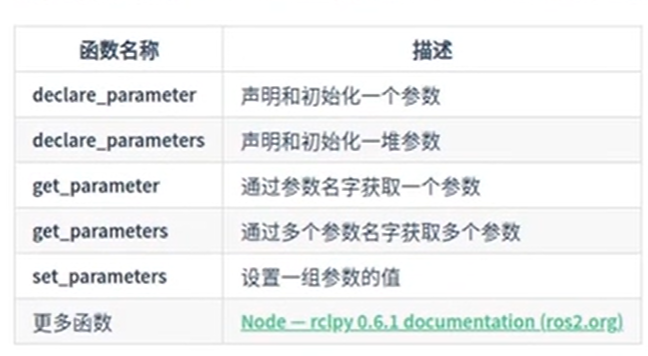 函数名称 描述
declare_parameter 声明和初始化一个参数
declare_parameters 声明和初始化一堆参数
get_parameter 通过参数名字获取一个参数
get_parameters 通过多个参数名字获取多个参数
set_parameters 设置一组参数的值
更多函数 Node — rclpy 0.6.1 documentation (ros2.org)